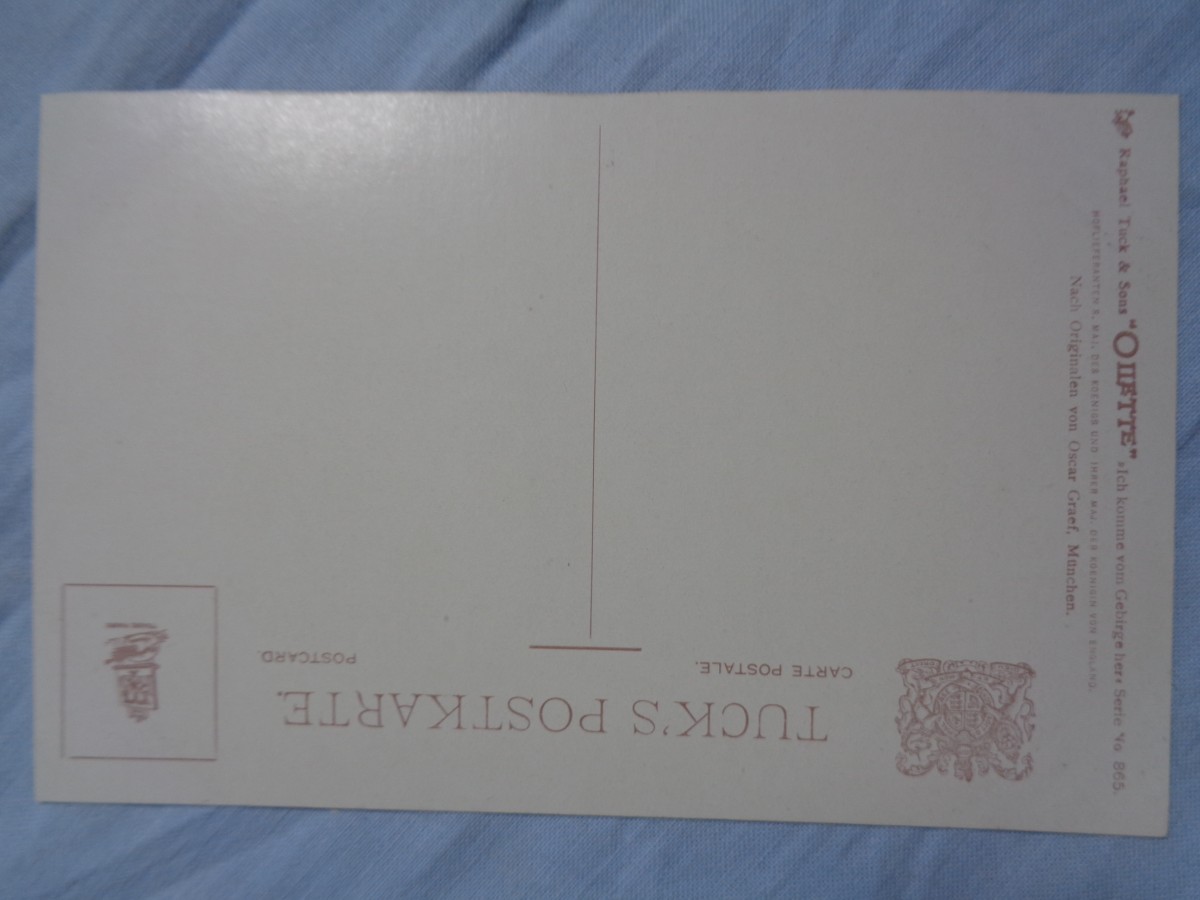 TUCK'S POSTKARTE.
CARTE POSTALE.
POSTCARD.
Raphael Tuck & Sons "OILETTE" »Ich komme vom Gebirge her« Serie No 865.
HOFLIEFERANTEN S. MAJ. DES KOENIGS UND IHRER MAJ. DER KOENIGIN VON ENGLAND.
Nach Originalen von Oscar Graef, München.